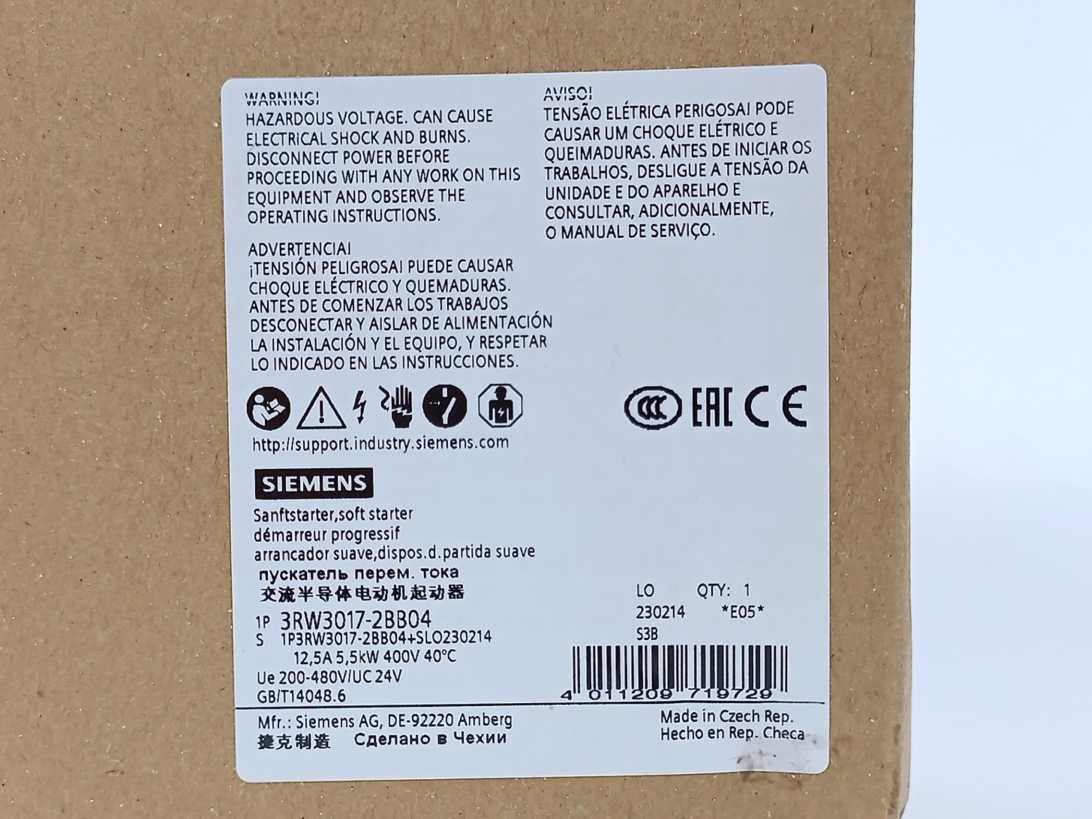 WARNING!
HAZARDOUS VOLTAGE. CAN CAUSE
ELECTRICAL SHOCK AND BURNS.
DISCONNECT POWER BEFORE
PROCEEDING WITH ANY WORK ON THIS
EQUIPMENT AND OBSERVE THE
OPERATING INSTRUCTIONS.
ADVERTENCIA!
¡TENSIÓN PELIGROSA! PUEDE CAUSAR
CHOQUE ELÉCTRICO Y QUEMADURAS.
ANTES DE COMENZAR LOS TRABAJOS
DESCONECTAR Y AISLAR DE ALIMENTACIÓN
LA INSTALACIÓN Y EL EQUIPO, Y RESPETAR
LO INDICADO EN LAS INSTRUCCIONES.
AVISO!
TENSÃO ELÉTRICA PERIGOSA! PODE
CAUSAR UM CHOQUE ELÉTRICO E
QUEIMADURAS. ANTES DE INICIAR OS
TRABALHOS, DESLIGUE A TENSÃO DA
UNIDADE E DO APARELHO E
CONSULTAR, ADICIONALMENTE,
O MANUAL DE SERVIÇO.
CCC EAC CE
http://support.industry.siemens.com
SIEMENS
Sanftstarter,soft starter
démarreur progressif
arrancador suave,dispos.d.partida suave
пускатель перем. тока
交流半导体电动机起动器
1P 3RW3017-2BB04
S 1P3RW3017-2BB04+SLO230214
12,5A 5,5kW 400V 40°C
Ue 200-480V/UC 24V
GB/T14048.6
LO QTY: 1
230214 *E05*
S3B
4 011209 719729
Mfr.: Siemens AG, DE-92220 Amberg
捷克制造 Сделано в Чехии
Made in Czech Rep.
Hecho en Rep. Checa